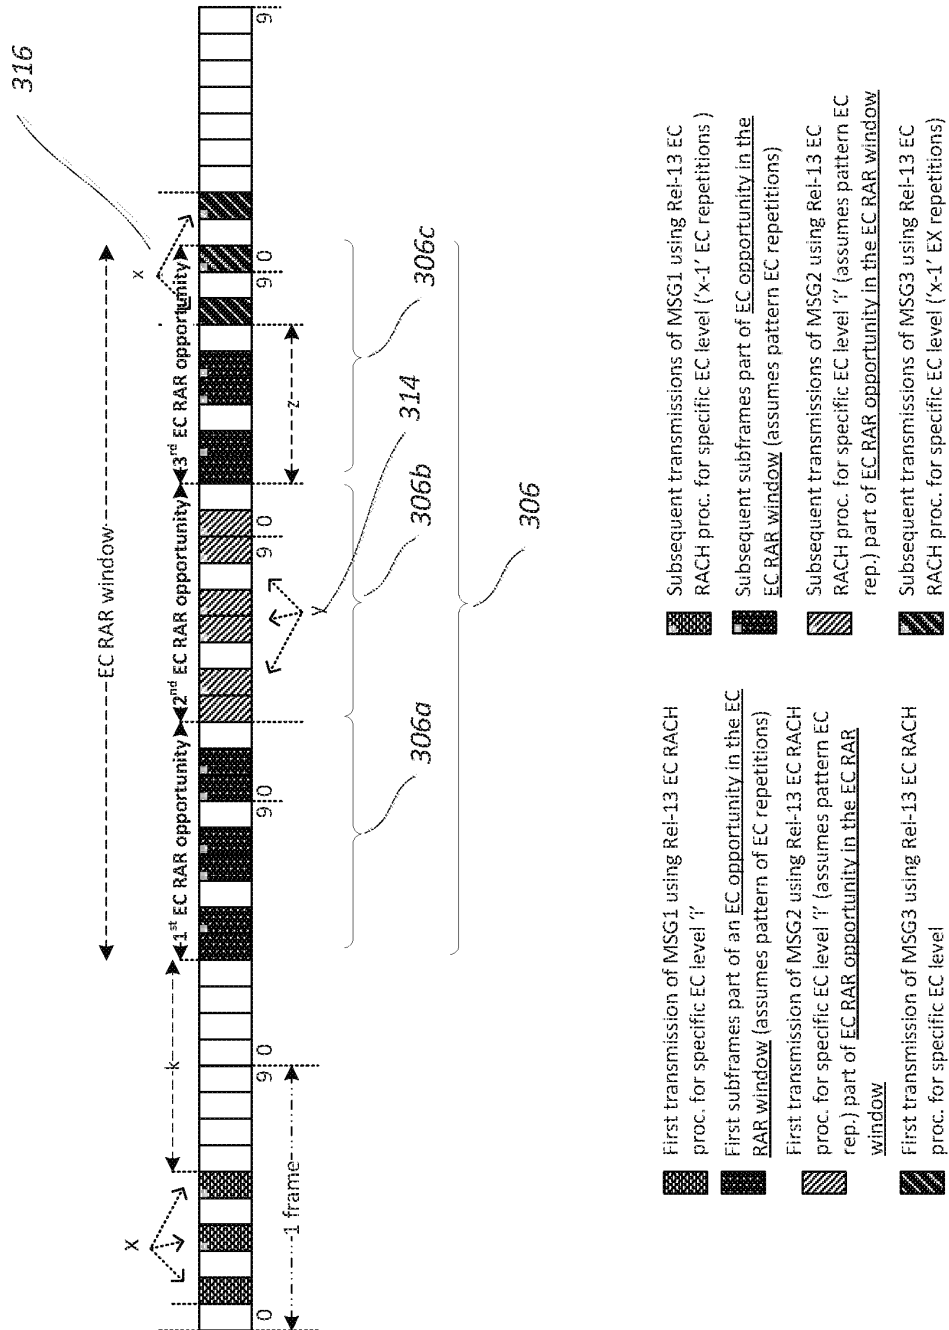 316
EC RAR window
x
1st EC RAR opportunity
2nd EC RAR opportunity
3rd EC RAR opportunity
x
k
0
9 0
9 0
9 0
9 0
9
1 frame
y
z
314
306a
306b
306c
306
First transmission of MSG1 using Rel-13 EC RACH
proc. for specific EC level 'i'
First subframes part of an EC opportunity in the EC
RAR window (assumes pattern of EC repetitions)
First transmission of MSG2 using Rel-13 EC RACH
proc. for specific EC level 'i' (assumes pattern EC
rep.) part of EC RAR opportunity in the EC RAR
window
First transmission of MSG3 using Rel-13 EC RACH
proc. for specific EC level
Subsequent transmissions of MSG1 using Rel-13 EC
RACH proc. for specific EC level ('x-1' EC repetitions )
Subsequent subframes part of EC opportunity in the
EC RAR window (assumes pattern EC repetitions)
Subsequent transmissions of MSG2 using Rel-13 EC
RACH proc. for specific EC level 'i' (assumes pattern EC
rep.) part of EC RAR opportunity in the EC RAR window
Subsequent transmissions of MSG3 using Rel-13 EC
RACH proc. for specific EC level ('x-1' EX repetitions)